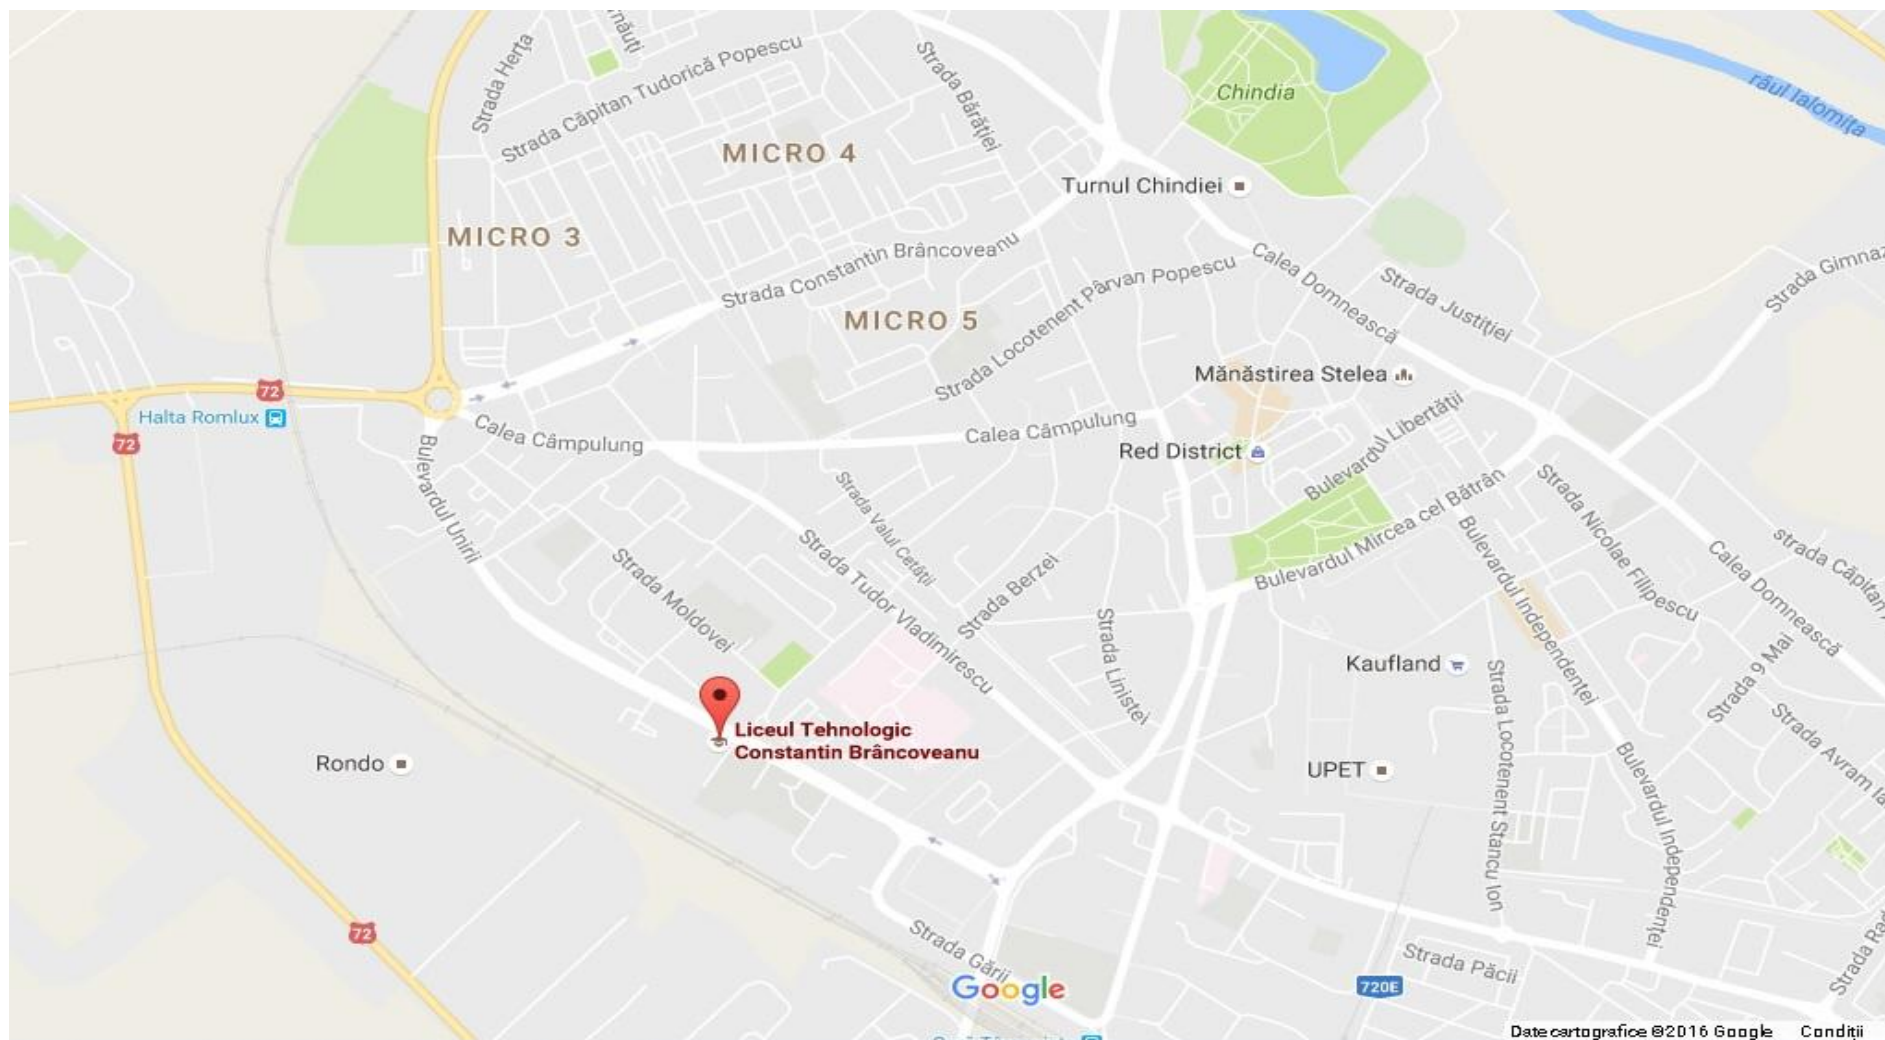 Strada Herța
Strada Căpitan Tudorică Popescu
Strada Bărăției
Chindia
râul Ialomița
MICRO 4
Turnul Chindiei
MICRO 3
Strada Constantin Brâncoveanu
Calea Domnească
Strada Justiției
Strada Locotenent Pârvan Popescu
MICRO 5
Mănăstirea Stelea
72
Halta Romlux
72
Calea Câmpulung
Calea Câmpulung
Red District
Bulevardul Libertății
Bulevardul Unirii
Strada Valul Cetății
Bulevardul Mircea cel Bătrân
Strada Nicolae Filipescu
Strada Moldovei
Strada Tudor Vladimirescu
Strada Berzei
Bulevardul Independenței
Calea Domnească
strada Căpitan
Strada Liniștei
Kaufland
Strada 9 Mai
Strada Locotenent Stancu Ion
Liceul Tehnologic
Constantin Brâncoveanu
Rondo
UPET
Bulevardul Independenței
Strada Avram
72
Strada Gării
Strada Păcii
Google
720E
Date cartografice ©2016 Google Condiții